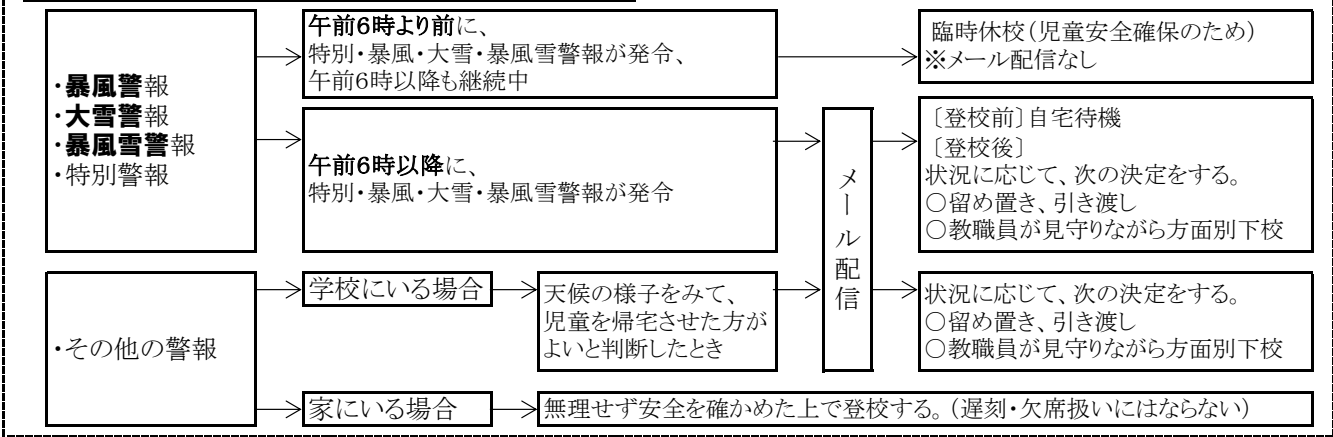 ・暴風警報
・大雪警報
・暴風雪警報
・特別警報
午前6時より前に、
特別・暴風・大雪・暴風雪警報が発令、
午前6時以降も継続中
臨時休校(児童安全確保のため)
※メール配信なし
午前6時以降に、
特別・暴風・大雪・暴風雪警報が発令
メール配信
〔登校前〕自宅待機
〔登校後〕
状況に応じて、次の決定をする。
○留め置き、引き渡し
○教職員が見守りながら方面別下校
・その他の警報
学校にいる場合
天候の様子をみて、
児童を帰宅させた方が
よいと判断したとき
状況に応じて、次の決定をする。
○留め置き、引き渡し
○教職員が見守りながら方面別下校
家にいる場合
無理せず安全を確かめた上で登校する。(遅刻・欠席扱いにはならない)